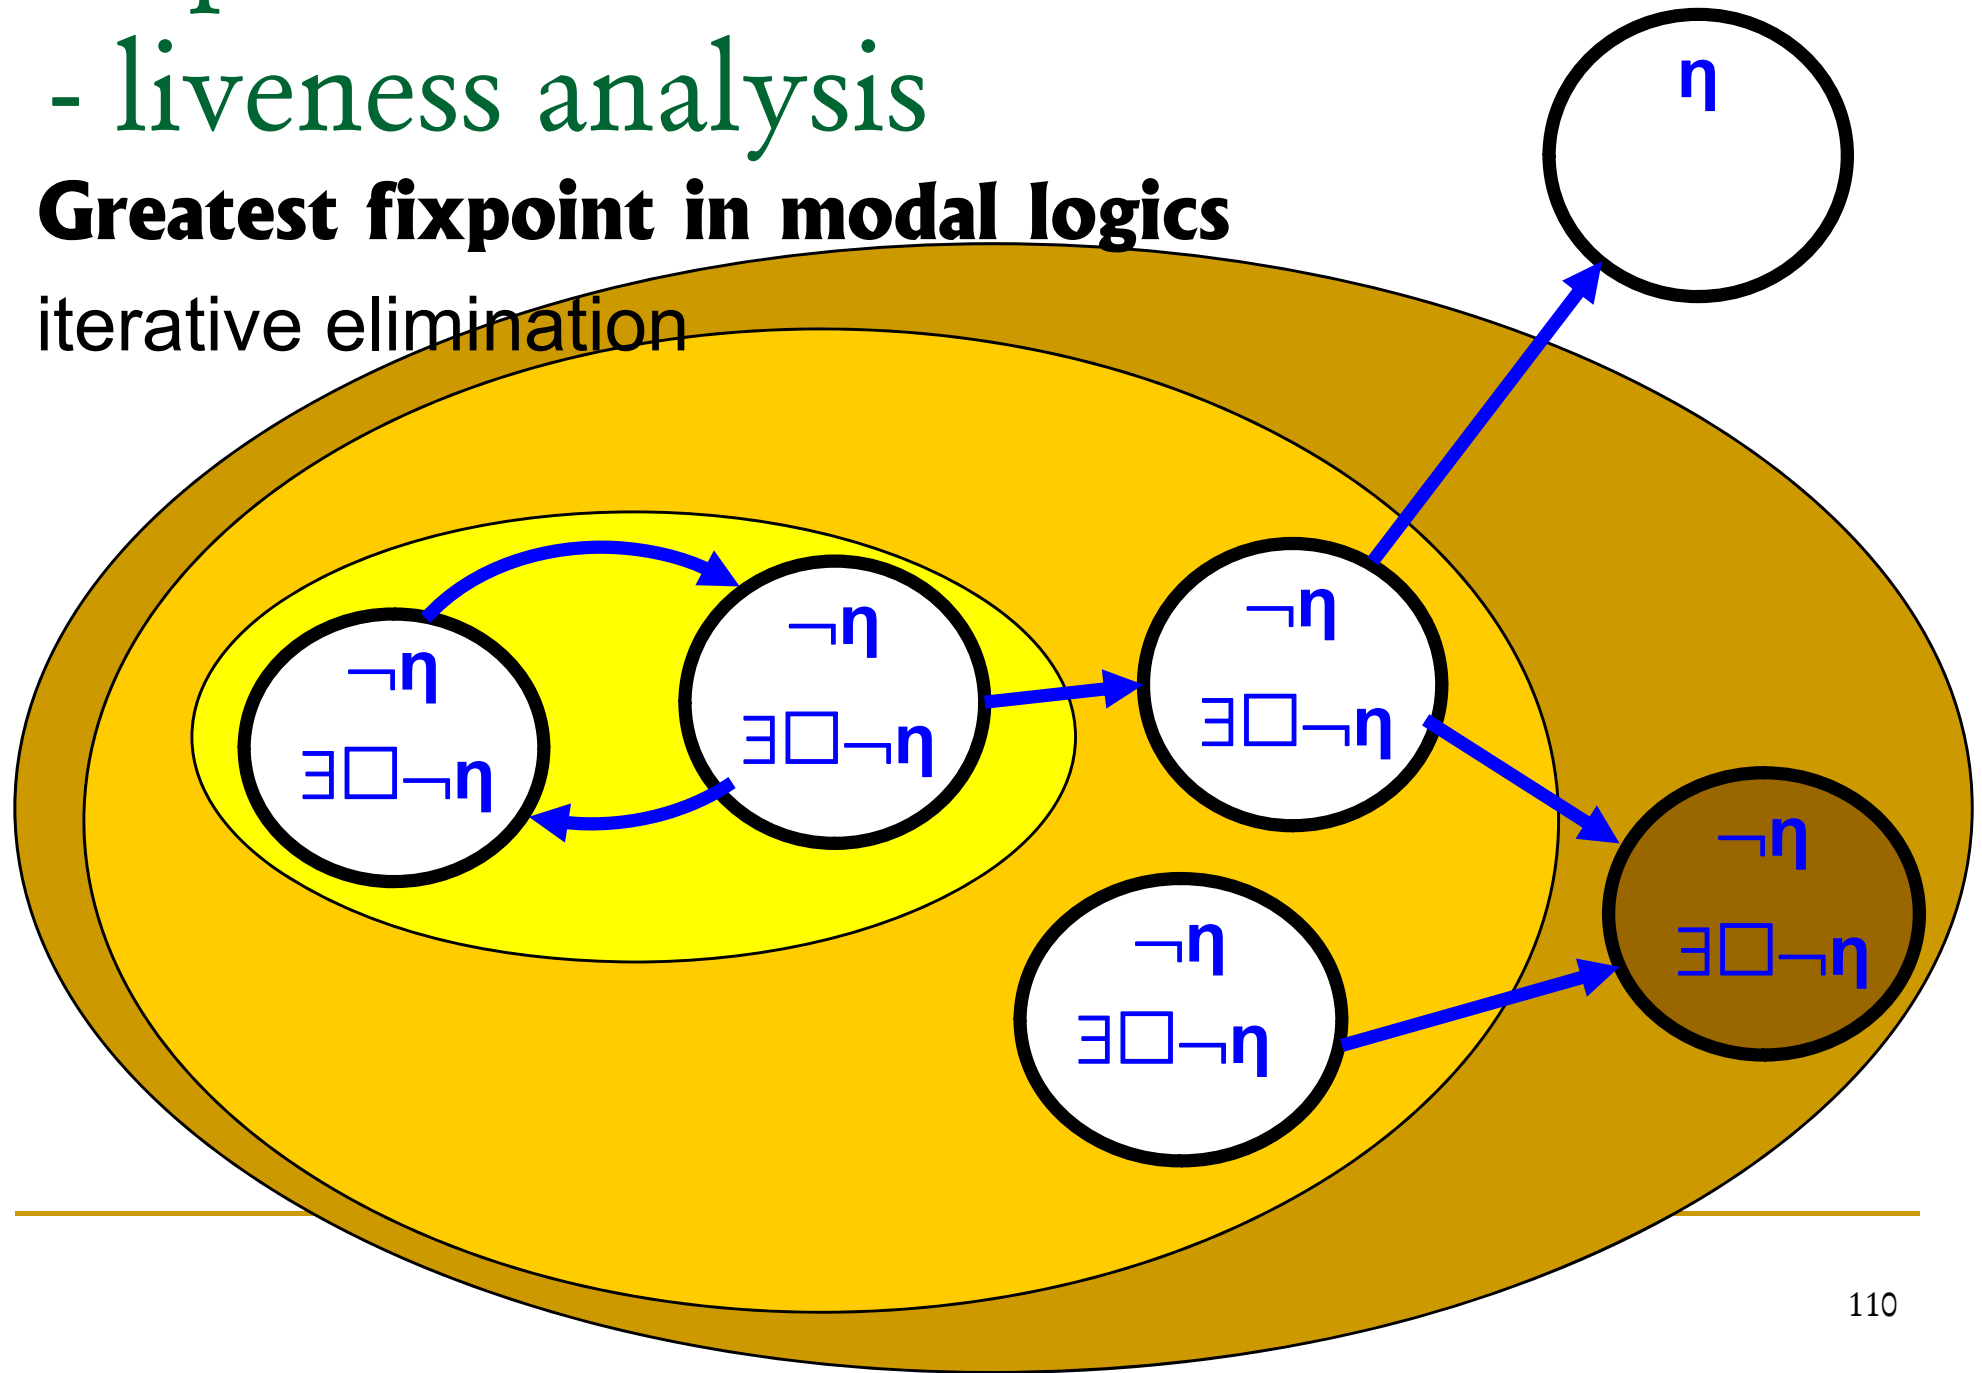 - liveness analysis
Greatest fixpoint in modal logics
iterative elimination
η
¬η
∃□¬η
¬η
∃□¬η
¬η
∃□¬η
¬η
∃□¬η
¬η
∃□¬η
110